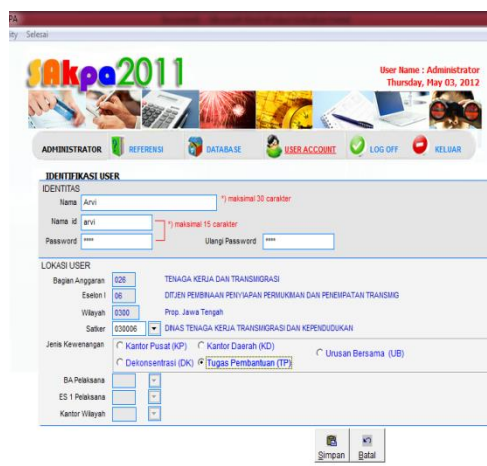 PA
ity Selesai
SAkpa2011
User Name : Administrator
Thursday, May 03, 2012
ADMINISTRATOR REFERENSI DATABASE USER ACCOUNT LOG OFF KELUAR
IDENTIFIKASI USER
IDENTITAS
Nama Arvi *) maksimal 30 carakter
Nama id arvi *) maksimal 15 carakter
Password **** Ulangi Password ****
LOKASI USER
Bagian Anggaran 026 TENAGA KERJA DAN TRANSMIGRASI
Eselon I 06 DITJEN PEMBINAAN PENYIAPAN PERMUKIMAN DAN PENEMPATAN TRANSMIG
Wilayah 0300 Prop. Jawa Tengah
Satker 030006 DINAS TENAGA KERJA TRANSMIGRASI DAN KEPENDUDUKAN
Jenis Kewenangan Kantor Pusat (KP) Kantor Daerah (KD) Urusan Bersama (UB)
Dekonsentrasi (DK) Tugas Pembantuan (TP)
BA Pelaksana
ES 1 Pelaksana
Kantor Wilayah
Simpan Batal